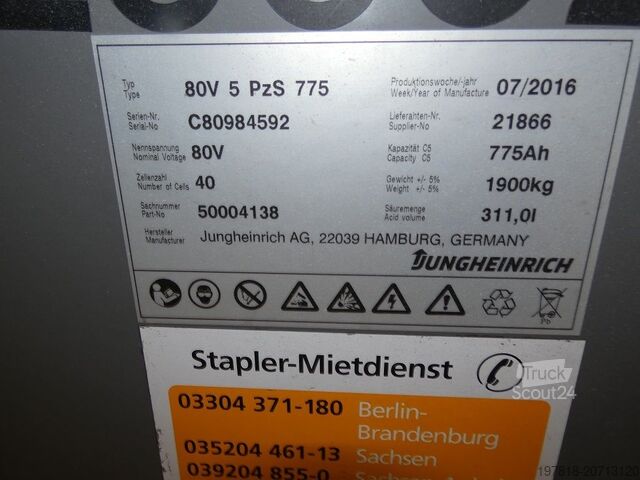 Typ
Type 80V 5 PzS 775
Produktionswoche/-jahr
Week/Year of Manufacture 07/2016
Serien-Nr.
Serial-No C80984592
Lieferanten-Nr.
Supplier-No 21866
Nennspannung
Nominal Voltage 80V
Kapazität C5
Capacity C5 775Ah
Zellenzahl
Number of Cells 40
Gewicht +/- 5%
Weight +/- 5% 1900kg
Sachnummer
Part-No 50004138
Säuremenge
Acid volume 311,0l
Hersteller
Manufacturer Jungheinrich AG, 22039 HAMBURG, GERMANY
JUNGHEINRICH
Pb
Stapler-Mietdienst
03304 371-180 Berlin-
Brandenburg
035204 461-13 Sachsen
039204 855-0
Truck
Scout24
197818-20713120